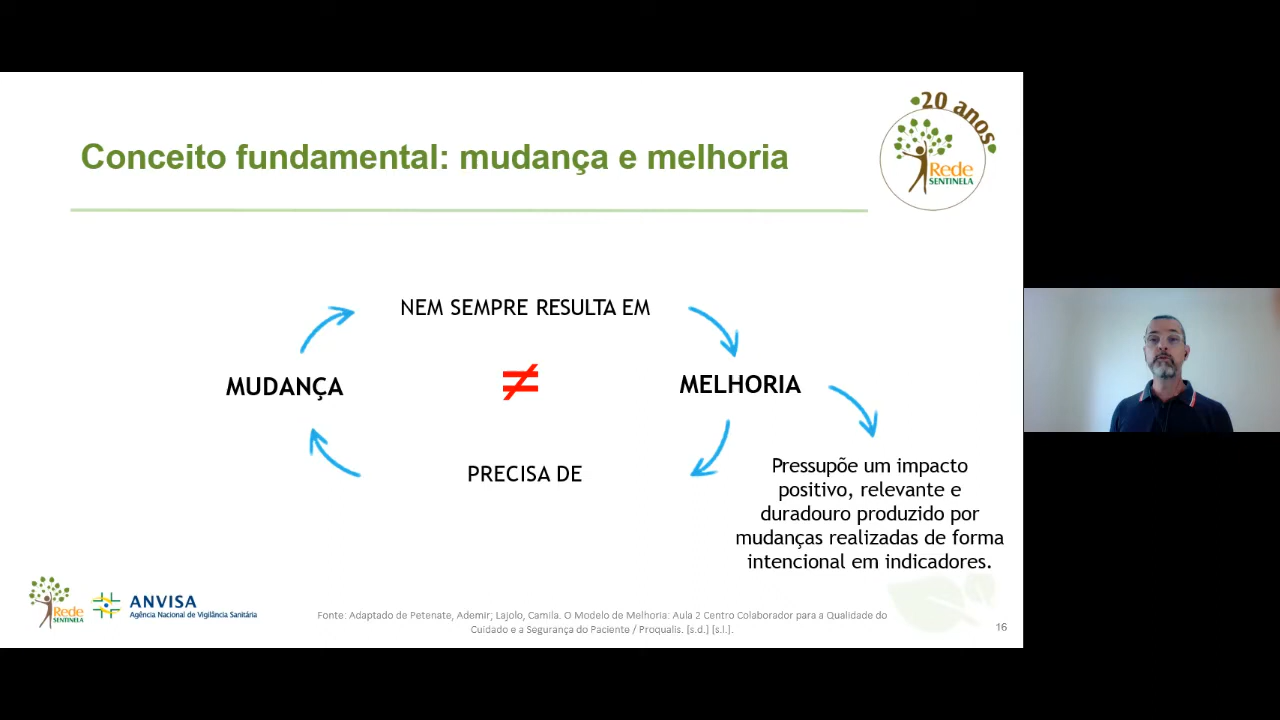 20 anos
Rede
SENTINELA
Conceito fundamental: mudança e melhoria
NEM SEMPRE RESULTA EM
MUDANÇA
≠
MELHORIA
PRECISA DE
Pressupõe um impacto
positivo, relevante e
duradouro produzido por
mudanças realizadas de forma
intencional em indicadores.
Rede
SENTINELA
ANVISA
Agência Nacional de Vigilância Sanitária
Fonte: Adaptado de Petenate, Ademir; Lajolo, Camila. O Modelo de Melhoria: Aula 2 Centro Colaborador para a Qualidade do
Cuidado e a Segurança do Paciente / Proqualis. [s.d.] [s.l.].
16